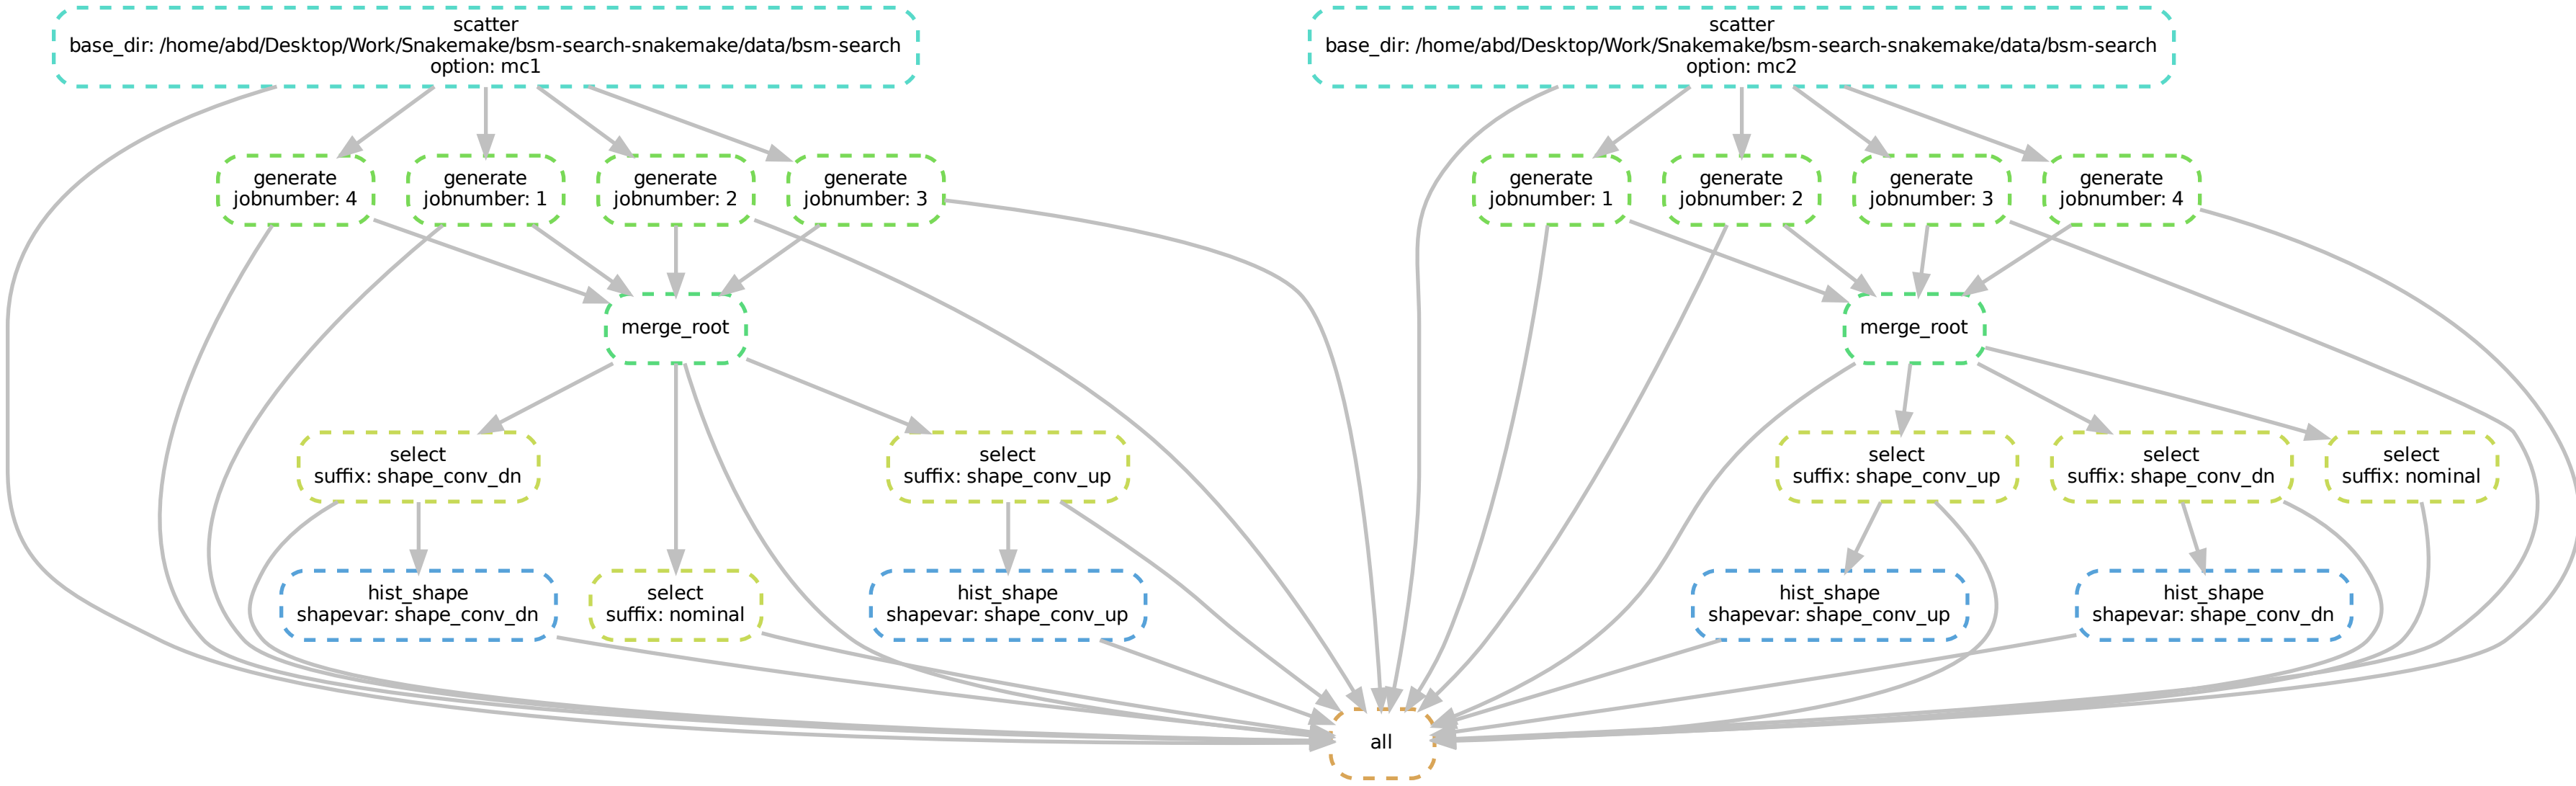 scatter
base_dir: /home/abd/Desktop/Work/Snakemake/bsm-search-snakemake/data/bsm-search
option: mc1
scatter
base_dir: /home/abd/Desktop/Work/Snakemake/bsm-search-snakemake/data/bsm-search
option: mc2
generate
jobnumber: 4
generate
jobnumber: 1
generate
jobnumber: 2
generate
jobnumber: 3
generate
jobnumber: 1
generate
jobnumber: 2
generate
jobnumber: 3
generate
jobnumber: 4
merge_root
merge_root
select
suffix: shape_conv_dn
select
suffix: shape_conv_up
select
suffix: shape_conv_up
select
suffix: shape_conv_dn
select
suffix: nominal
hist_shape
shapevar: shape_conv_dn
select
suffix: nominal
hist_shape
shapevar: shape_conv_up
hist_shape
shapevar: shape_conv_up
hist_shape
shapevar: shape_conv_dn
all